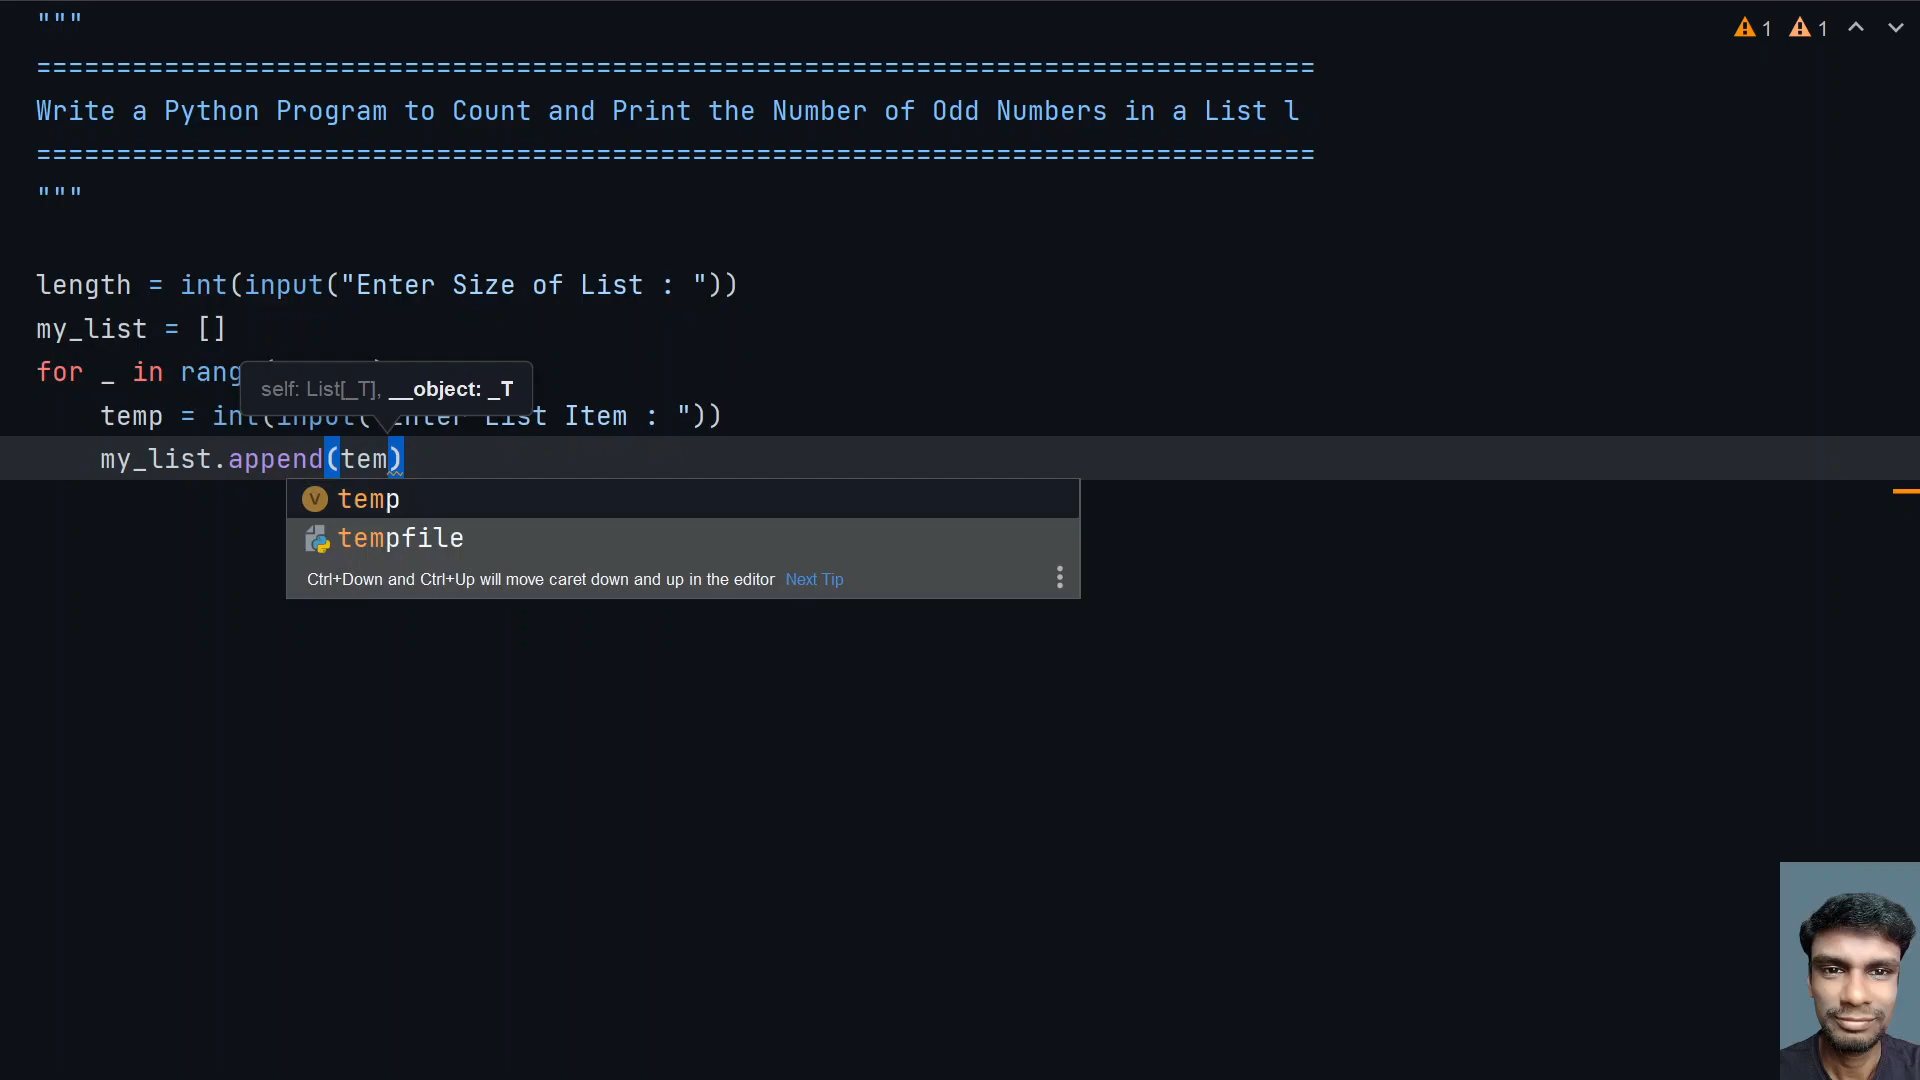 """
================================================================================
Write a Python Program to Count and Print the Number of Odd Numbers in a List l
================================================================================
"""
length = int(input("Enter Size of List : "))
my_list = []
for _ in rang
self: List[_T], __object: _T
temp = int(input("Enter List Item : "))
my_list.append(tem)
temp
tempfile
Ctrl+Down and Ctrl+Up will move caret down and up in the editor Next Tip
1 1
V